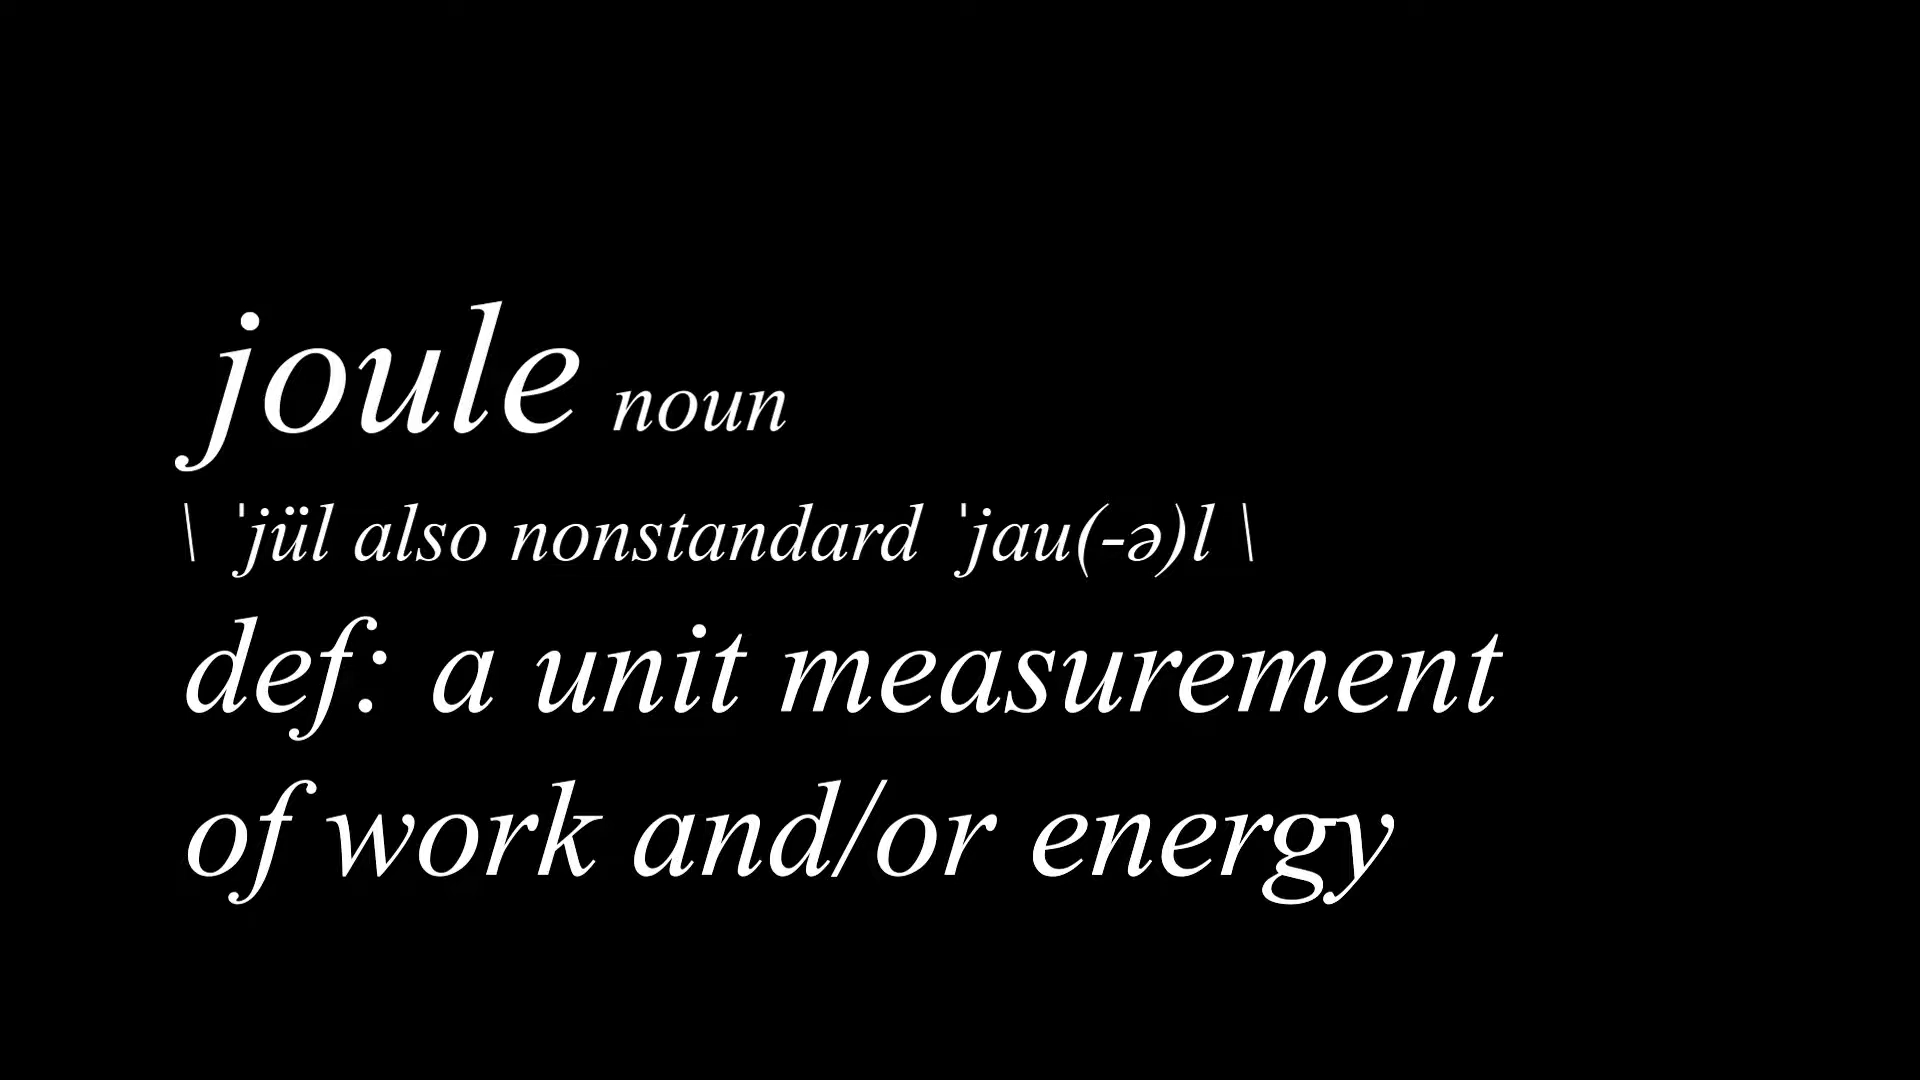 joule noun
\ ˈjül also nonstandard ˈjau(-ə)l \
def: a unit measurement
of work and/or energy